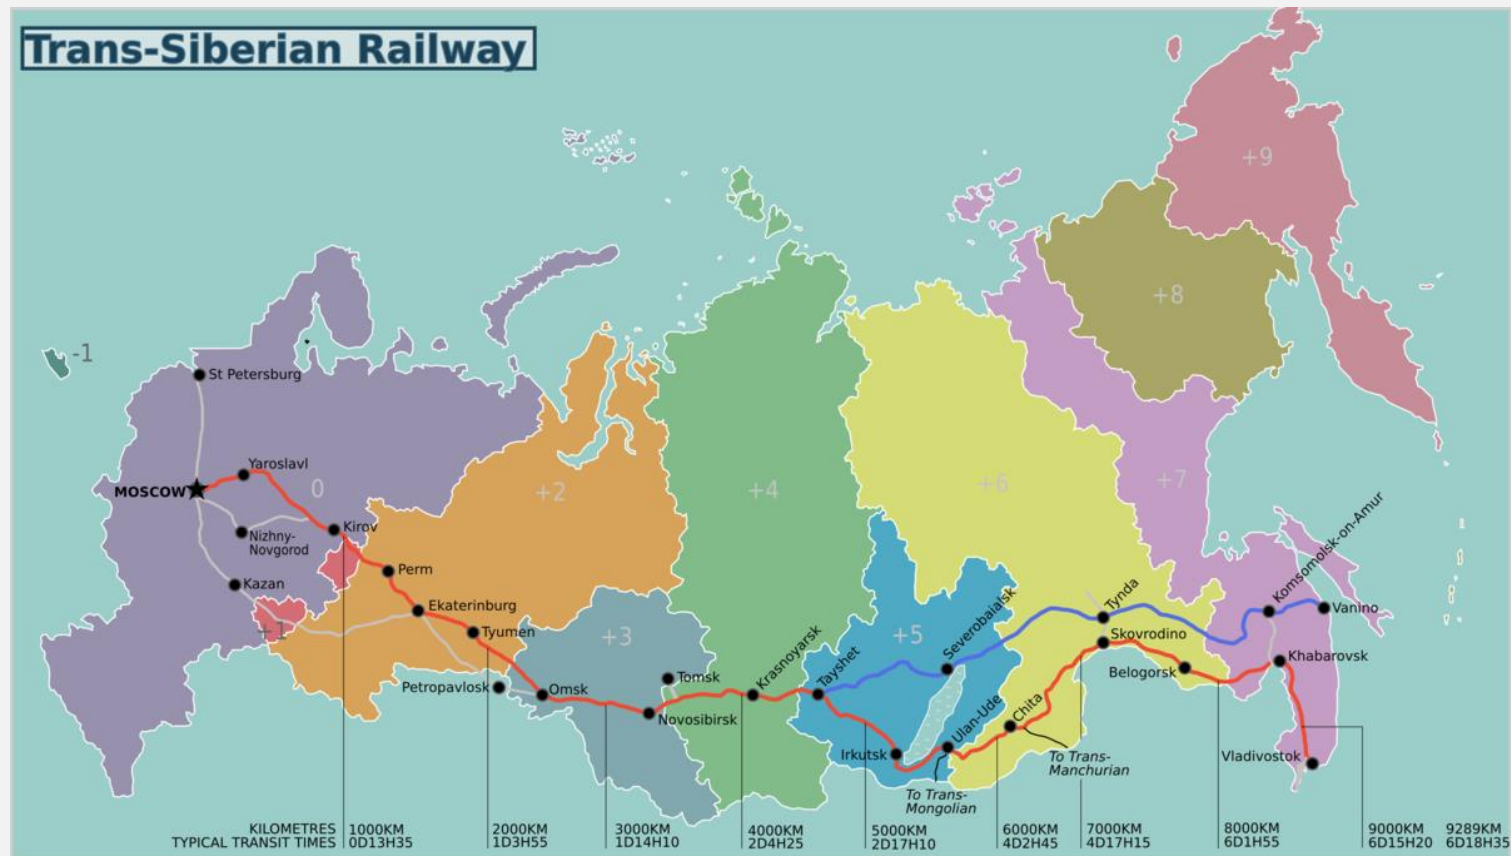 Trans-Siberian Railway
+9
+8
-1
St Petersburg
Yaroslavl
MOSCOW
0
+2
+4
+6
+7
Kirov
Nizhny-
Novgorod
Komsomolsk-on-Amur
Perm
Kazan
Ekaterinburg
+1
Tyumen
+3
+5
Severobaialsk
Tynda
Vanino
Skovrodino
Khabarovsk
Belogorsk
Petropavlosk
Omsk
Tomsk
Novosibirsk
Krasnoyarsk
Tayshet
Irkutsk
Ulan-Ude
Chita
Vladivostok
To Trans-
Manchurian
To Trans-
Mongolian
KILOMETRES 1000KM 2000KM 3000KM 4000KM 5000KM 6000KM 7000KM 8000KM 9000KM 9289KM
TYPICAL TRANSIT TIMES 0D13H35 1D3H55 1D14H10 2D4H25 2D17H10 4D2H45 4D17H15 6D1H55 6D15H20 6D18H35